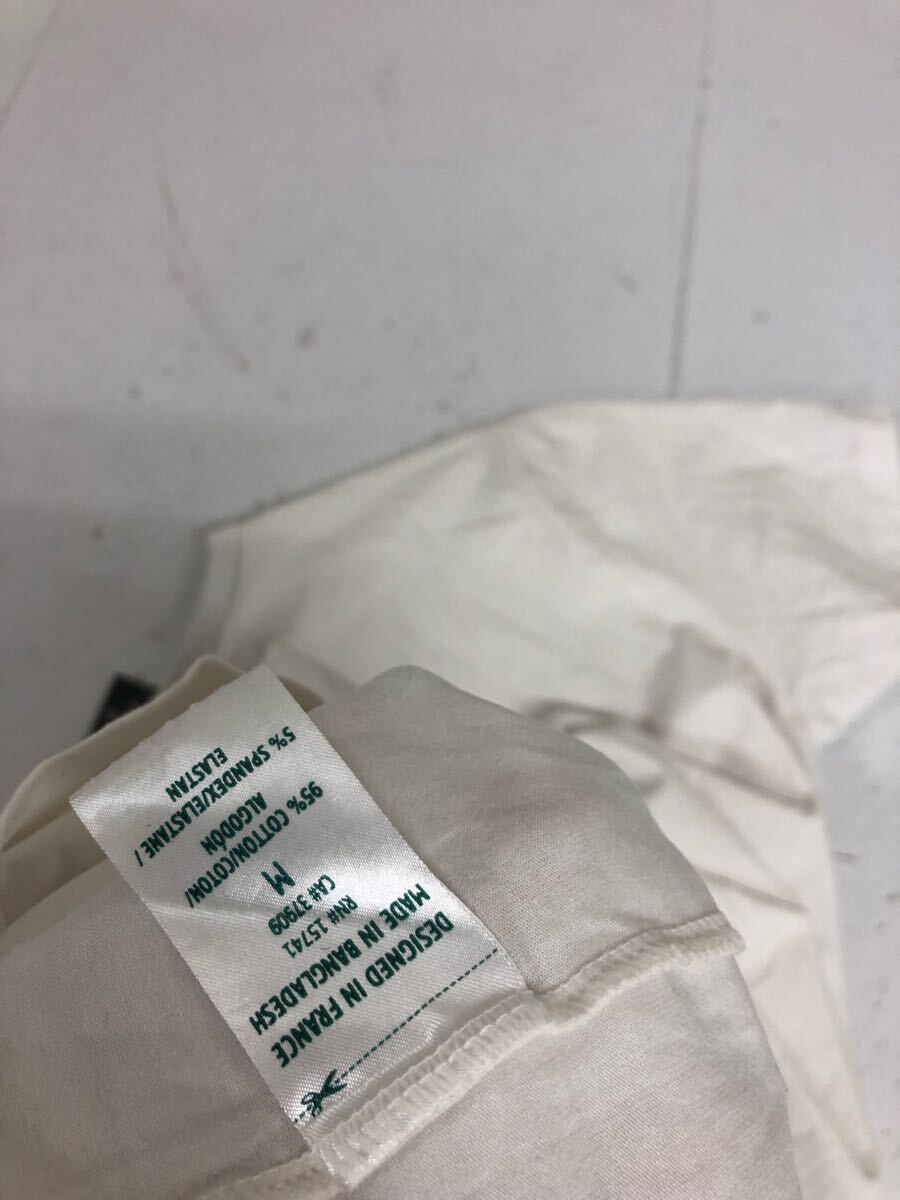 DESIGNED IN FRANCE
MADE IN BANGLADESH
RN# 15741
CA# 37909
M
95% COTTON/COTON/
ALGODÓN
5% SPANDEX/ELASTANE/
ELASTAN